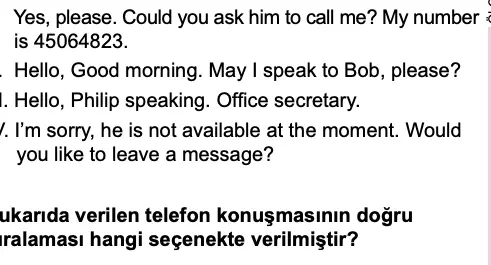 Yes, please. Could you ask him to call me? My number
is 45064823.
. Hello, Good morning. May I speak to Bob, please?
I. Hello, Philip speaking. Office secretary.
V. I'm sorry, he is not available at the moment. Would
you like to leave a message?
ukarıda verilen telefon konuşmasının doğru
ıralaması hangi seçenekte verilmiştir?